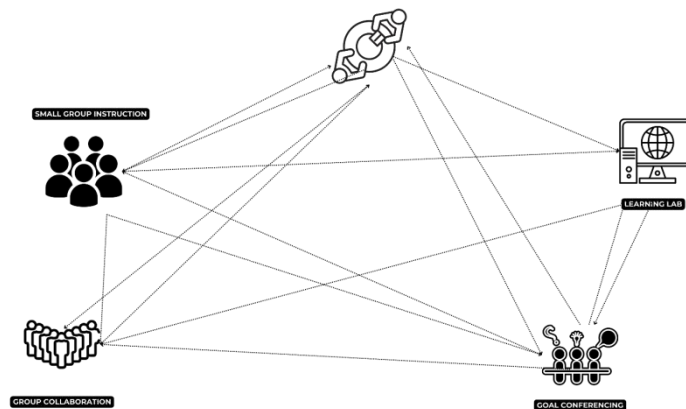 SMALL GROUP INSTRUCTION
LEARNING LAB
GROUP COLLABORATION
GOAL CONFERENCING